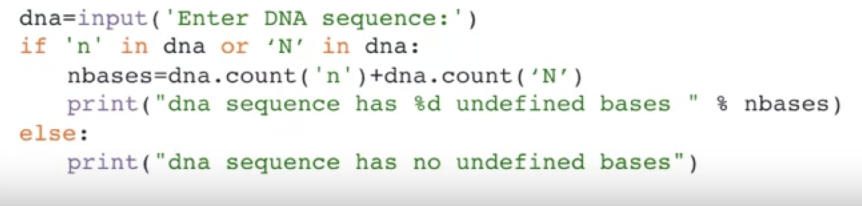 dna=input('Enter DNA sequence:')
if 'n' in dna or ‘N’ in dna:
    nbases=dna.count('n')+dna.count(‘N’)
    print("dna sequence has %d undefined bases " % nbases)
else:
    print("dna sequence has no undefined bases")